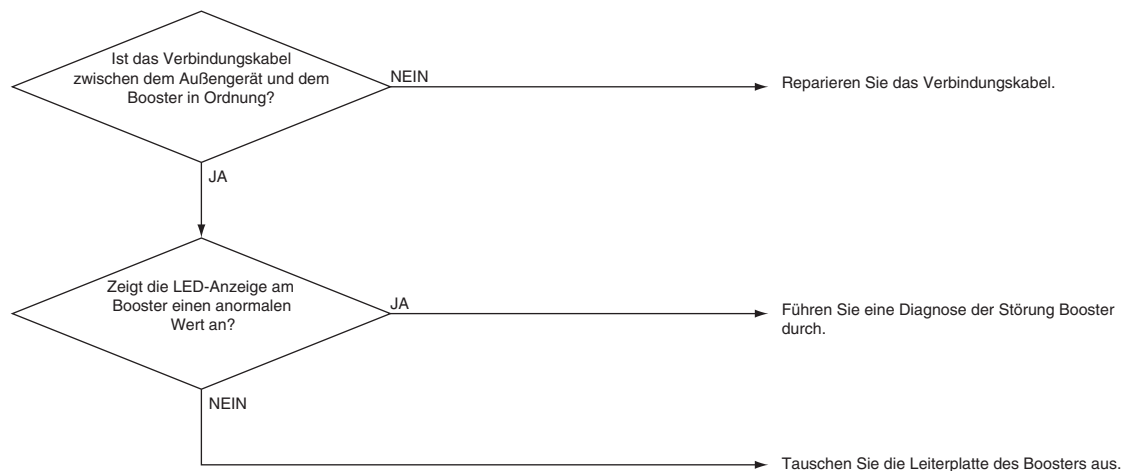 Ist das Verbindungskabel
zwischen dem Außengerät und dem
Booster in Ordnung?
NEIN
Reparieren Sie das Verbindungskabel.
JA
Zeigt die LED-Anzeige am
Booster einen anormalen
Wert an?
JA
Führen Sie eine Diagnose der Störung Booster
durch.
NEIN
Tauschen Sie die Leiterplatte des Boosters aus.